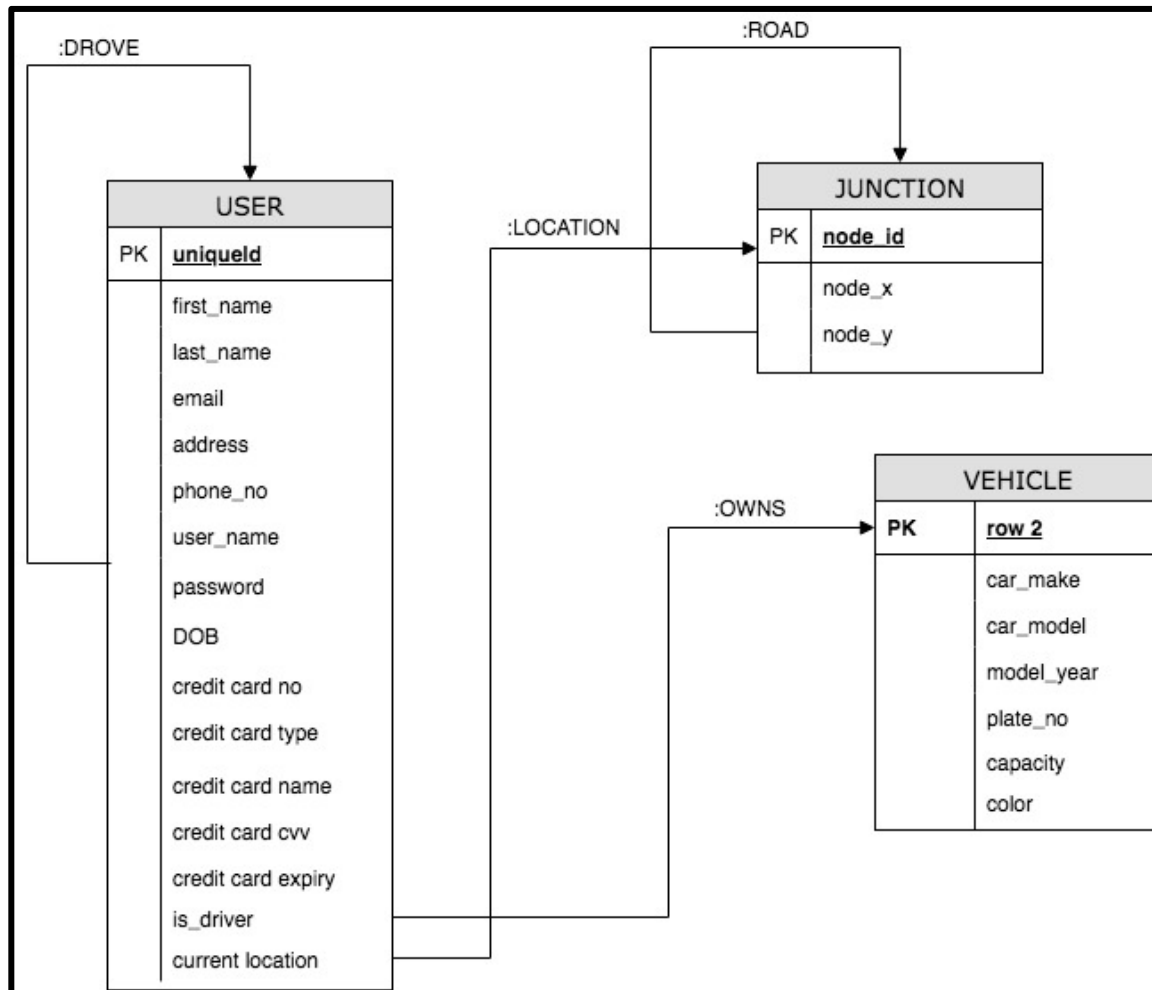 :DROVE
:ROAD
USER
PK uniqueId
first_name
last_name
email
address
phone_no
user_name
password
DOB
credit card no
credit card type
credit card name
credit card cvv
credit card expiry
is_driver
current location
:LOCATION
JUNCTION
PK node_id
node_x
node_y
:OWNS
VEHICLE
PK row 2
car_make
car_model
model_year
plate_no
capacity
color